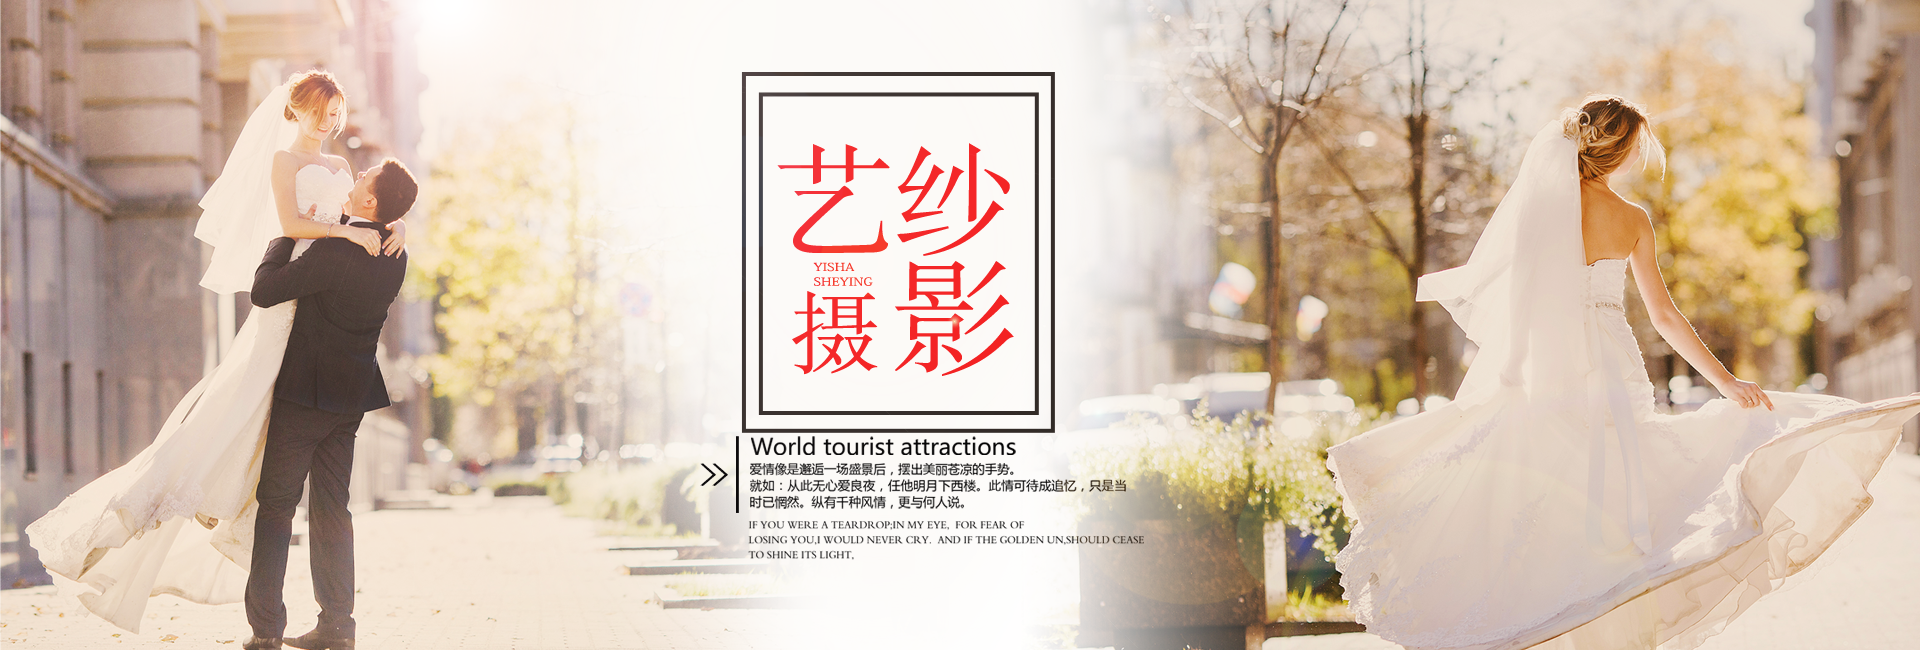 艺纱
YISHA
SHEYING
摄影
World tourist attractions
爱情像是邂逅一场盛景后，摆出美丽苍凉的手势。
就如：从此无心爱良夜，任他明月下西楼。此情可待成追忆，只是当
时已惘然。纵有千种风情，更与何人说。
IF YOU WERE A TEARDROP;IN MY EYE, FOR FEAR OF
LOSING YOU,I WOULD NEVER CRY. AND IF THE GOLDEN UN,SHOULD CEASE
TO SHINE ITS LIGHT,